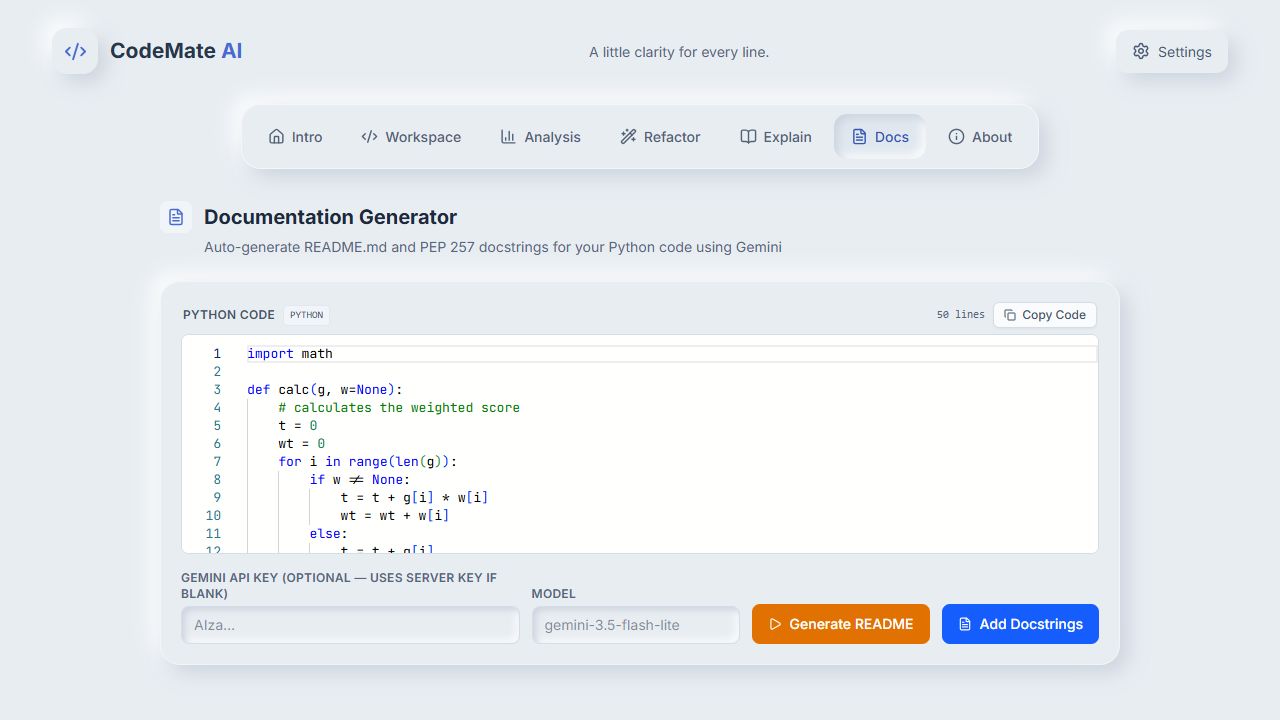 CodeMate AI
A little clarity for every line.
Settings
Intro
Workspace
Analysis
Refactor
Explain
Docs
About
Documentation Generator
Auto-generate README.md and PEP 257 docstrings for your Python code using Gemini
PYTHON CODE
PYTHON
50 lines
Copy Code
1 import math
2
3 def calc(g, w=None):
4 # calculates the weighted score
5 t = 0
6 wt = 0
7 for i in range(len(g)):
8 if w != None:
9 t = t + g[i] * w[i]
10 wt = wt + w[i]
11 else:
12 t = t + g[i]
GEMINI API KEY (OPTIONAL — USES SERVER KEY IF
BLANK)
AIza...
MODEL
gemini-3.5-flash-lite
Generate README
Add Docstrings